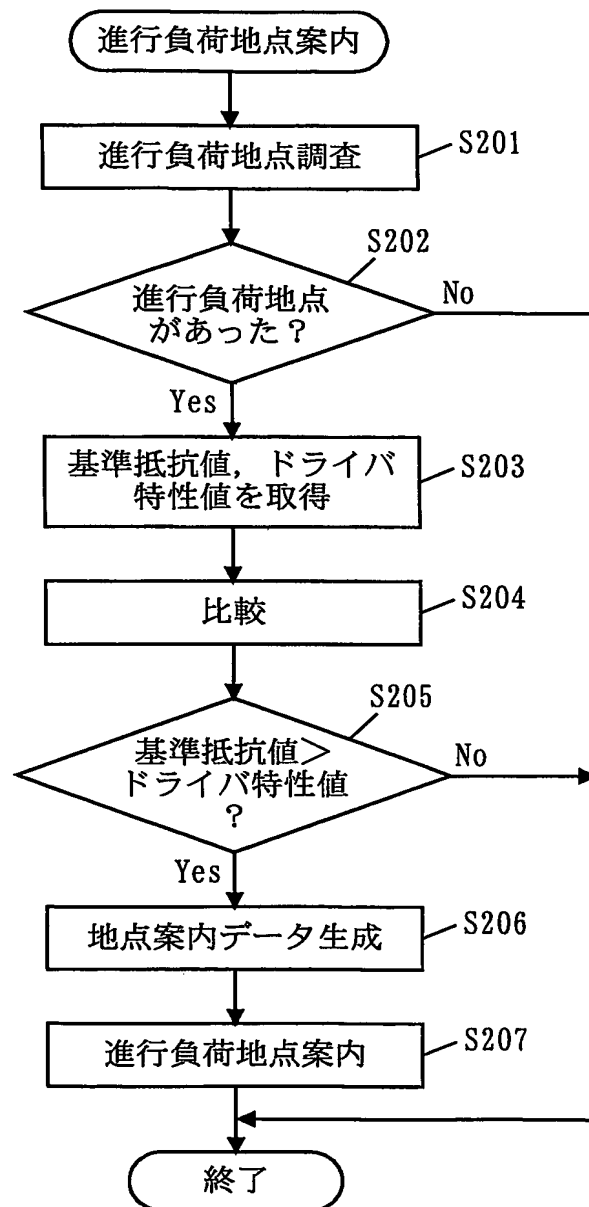 進行負荷地点案内
進行負荷地点調査
S201
S202
進行負荷地点
があった？
No
Yes
基準抵抗値，ドライバ
特性値を取得
S203
比較
S204
S205
基準抵抗値＞
ドライバ特性値
？
No
Yes
地点案内データ生成
S206
進行負荷地点案内
S207
終了